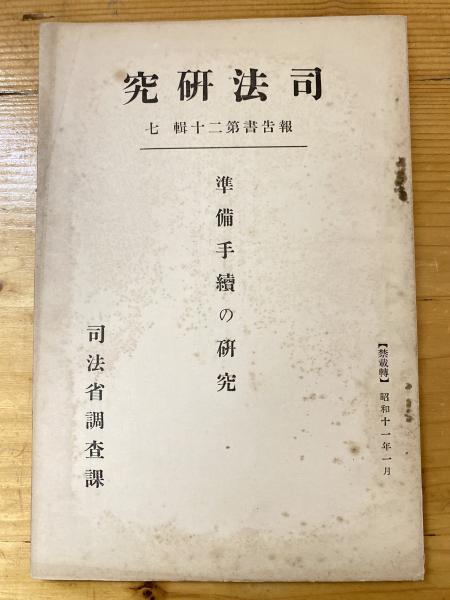 司法研究
報告書第二十輯 七
準備手續の研究
【禁載轉】 昭和十一年一月
司法省調査課